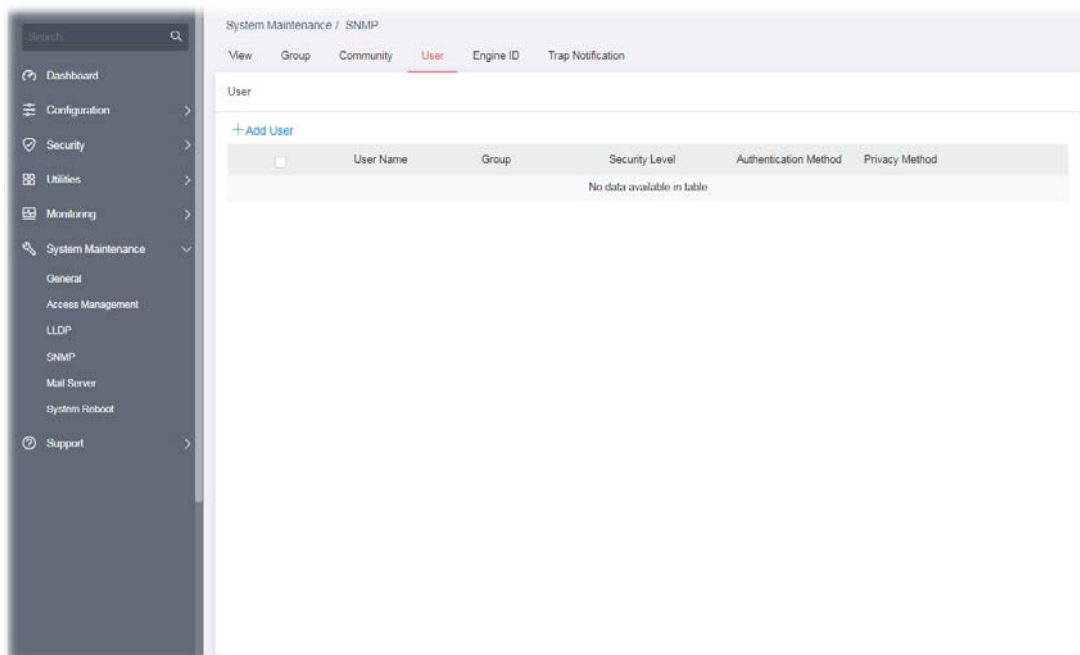 Search
Dashboard
Configuration
Security
Utilities
Monitoring
System Maintenance
General
Access Management
LLDP
SNMP
Mail Server
System Reboot
Support
System Maintenance / SNMP
View Group Community User Engine ID Trap Notification
User
+Add User
User Name Group Security Level Authentication Method Privacy Method
No data available in table